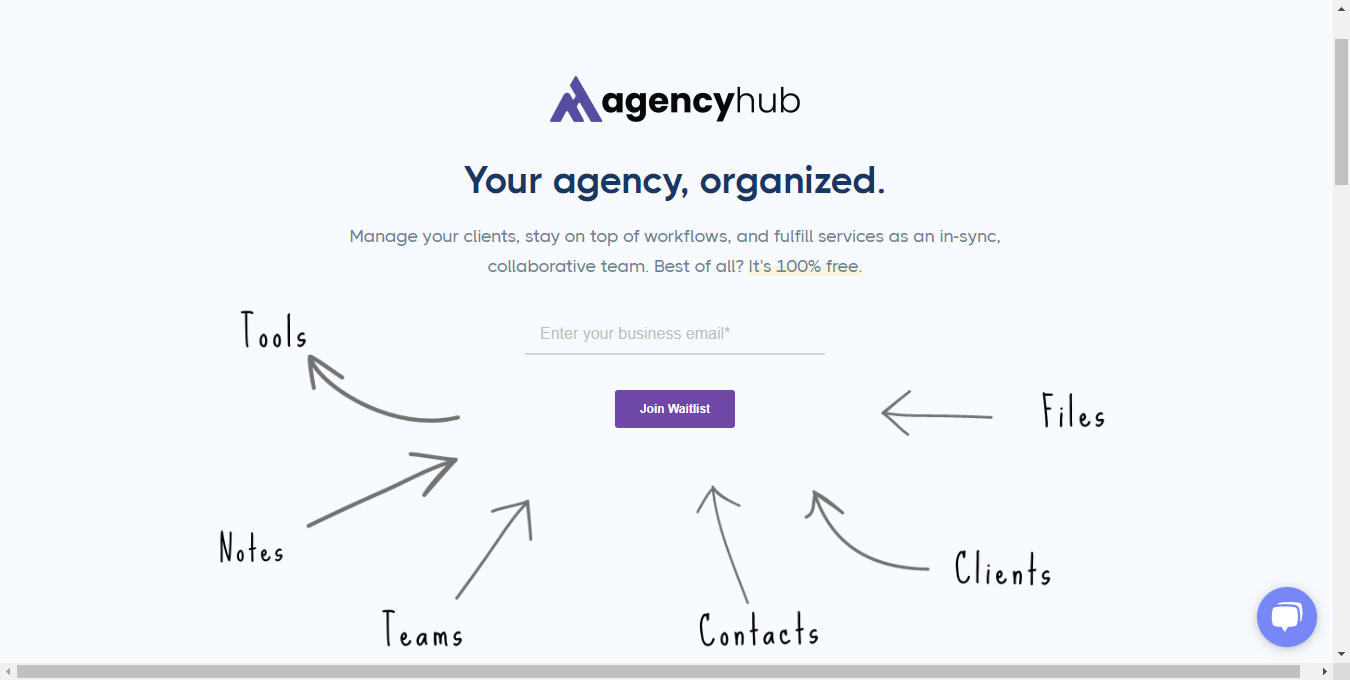 agencyhub
Your agency, organized.
Manage your clients, stay on top of workflows, and fulfill services as an in-sync,
collaborative team. Best of all? It's 100% free.
Tools
Enter your business email*
Join Waitlist
Files
Notes
Clients
Teams
Contacts